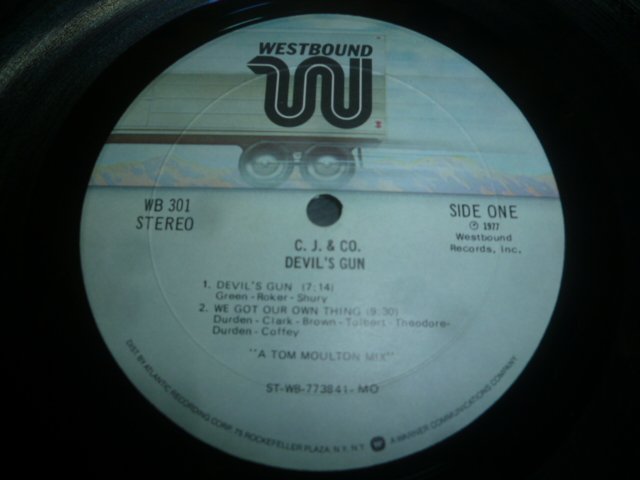 WESTBOUND
WB 301
STEREO
SIDE ONE
℗ 1977
Westbound
Records, Inc.
C. J. & CO.
DEVIL'S GUN
1. DEVIL'S GUN (7:14)
Green - Roker - Shury
2. WE GOT OUR OWN THING (9:30)
Durden - Clark - Brown - Tolbert - Theodore-
Durden - Coffey
"A TOM MOULTON MIX"
ST-WB-773841- MO
DIST. BY ATLANTIC RECORDING CORP. 75 ROCKEFELLER PLAZA, N.Y. N.Y. A WARNER COMMUNICATIONS COMPANY